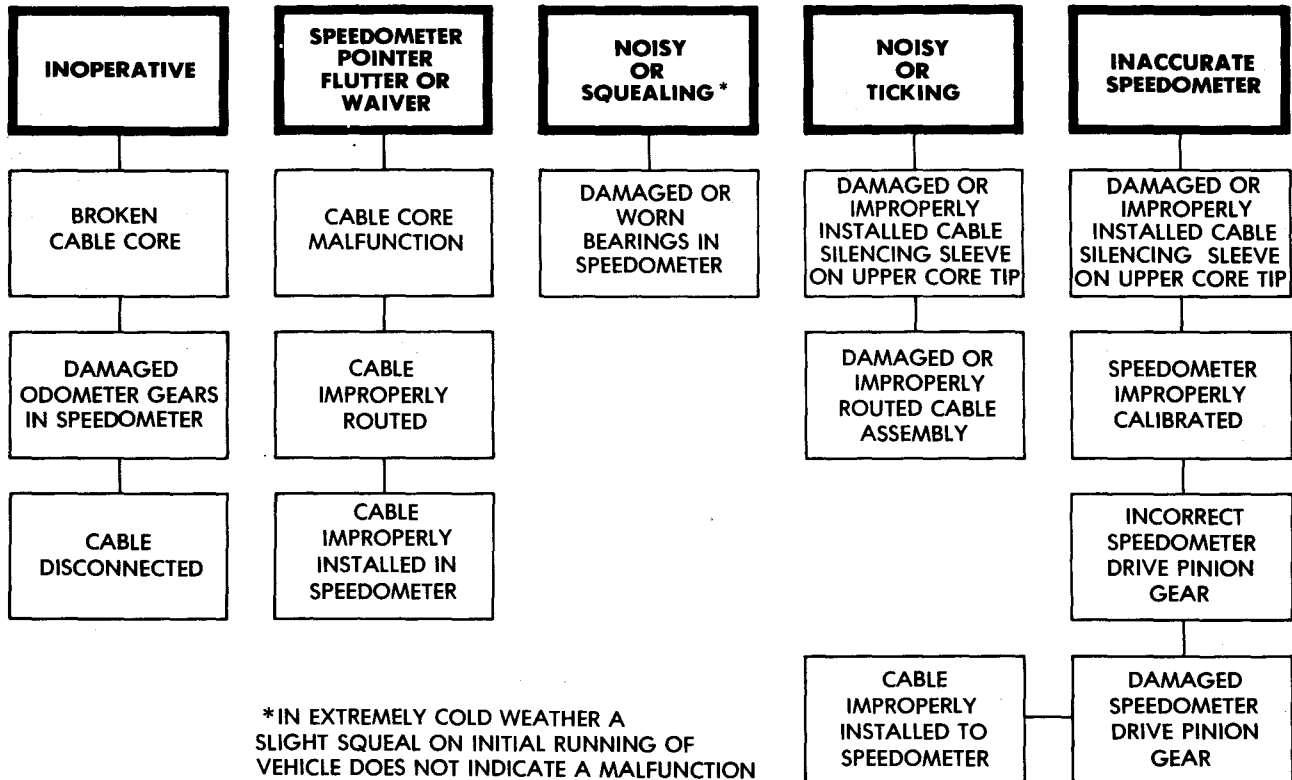 INOPERATIVE
BROKEN
CABLE CORE
DAMAGED
ODOMETER GEARS
IN SPEEDOMETER
CABLE
DISCONNECTED
SPEEDOMETER
POINTER
FLUTTER OR
WAIVER
CABLE CORE
MALFUNCTION
CABLE
IMPROPERLY
ROUTED
CABLE
IMPROPERLY
INSTALLED IN
SPEEDOMETER
NOISY
OR
SQUEALING*
DAMAGED OR
WORN
BEARINGS IN
SPEEDOMETER
NOISY
OR
TICKING
DAMAGED OR
IMPROPERLY
INSTALLED CABLE
SILENCING SLEEVE
ON UPPER CORE TIP
DAMAGED OR
IMPROPERLY
ROUTED CABLE
ASSEMBLY
INACCURATE
SPEEDOMETER
DAMAGED OR
IMPROPERLY
INSTALLED CABLE
SILENCING SLEEVE
ON UPPER CORE TIP
SPEEDOMETER
IMPROPERLY
CALIBRATED
INCORRECT
SPEEDOMETER
DRIVE PINION
GEAR
DAMAGED
SPEEDOMETER
DRIVE PINION
GEAR
CABLE
IMPROPERLY
INSTALLED TO
SPEEDOMETER
*IN EXTREMELY COLD WEATHER A
SLIGHT SQUEAL ON INITIAL RUNNING OF
VEHICLE DOES NOT INDICATE A MALFUNCTION